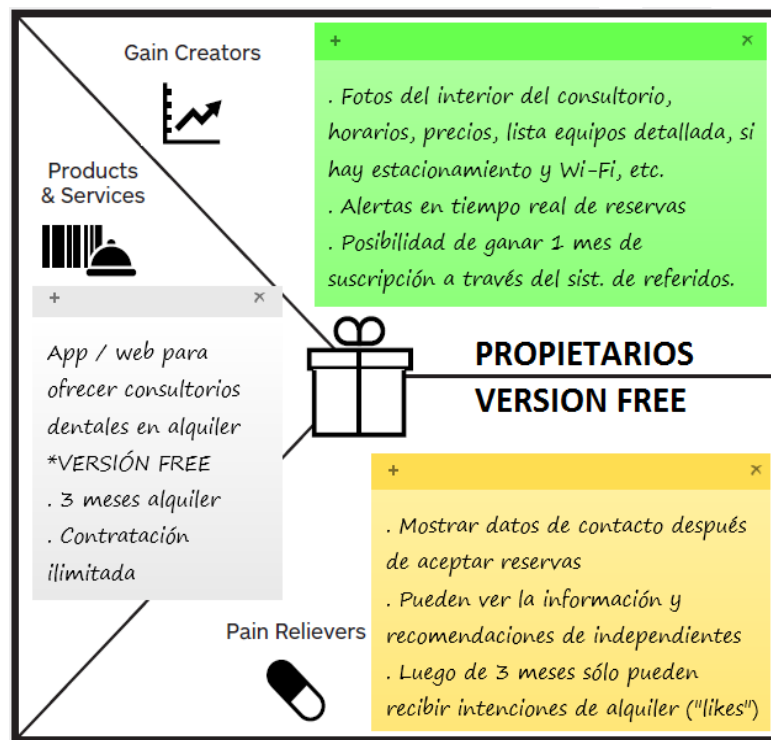 Gain Creators
+ ×
. Fotos del interior del consultorio,
horarios, precios, lista equipos detallada, si
hay estacionamiento y Wi-Fi, etc.
. Alertas en tiempo real de reservas
. Posibilidad de ganar 1 mes de
suscripción a través del sist. de referidos.
Products
& Services
+ ×
App / web para
ofrecer consultorios
dentales en alquiler
*VERSIÓN FREE
. 3 meses alquiler
. Contratación
ilimitada
PROPIETARIOS
VERSION FREE
+ ×
. Mostrar datos de contacto después
de aceptar reservas
. Pueden ver la información y
recomendaciones de independientes
. Luego de 3 meses sólo pueden
recibir intenciones de alquiler ("likes")
Pain Relievers